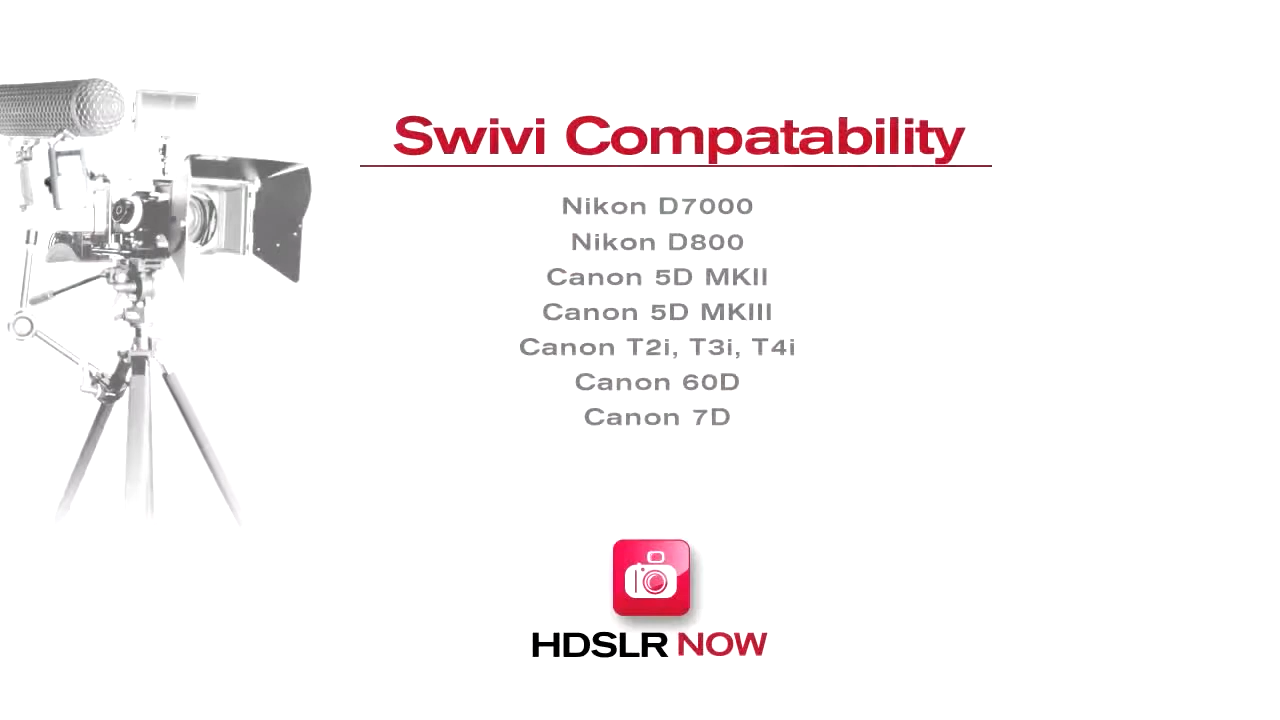 Swivi Compatability
Nikon D7000
Nikon D800
Canon 5D MKII
Canon 5D MKIII
Canon T2i, T3i, T4i
Canon 60D
Canon 7D
HDSLR NOW